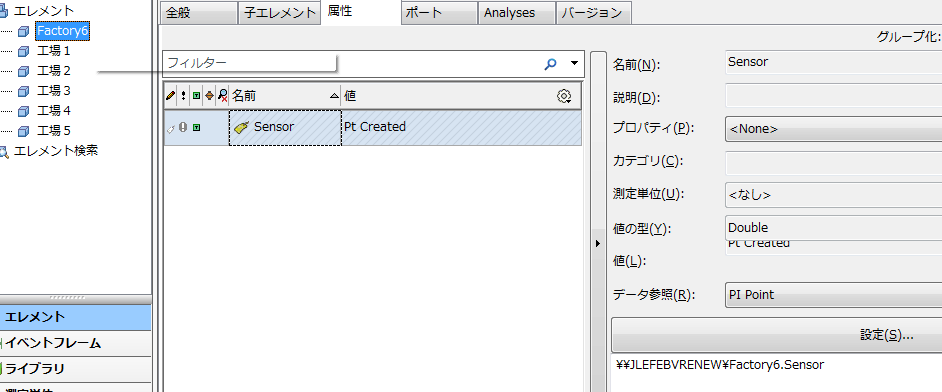 エレメント
Factory6
工場1
工場2
工場3
工場4
工場5
エレメント検索
エレメント
イベントフレーム
ライブラリ
全般
子エレメント
属性
ポート
Analyses
バージョン
グループ化:
フィルター
名前
値
Sensor
Pt Created
名前(N):
Sensor
説明(D):
プロパティ(P):
<None>
カテゴリ(C):
測定単位(U):
<なし>
値の型(Y):
Double
Pt Created
値(L):
データ参照(R):
PI Point
設定(S)...
¥¥JLEFEBVRENEW¥Factory6.Sensor